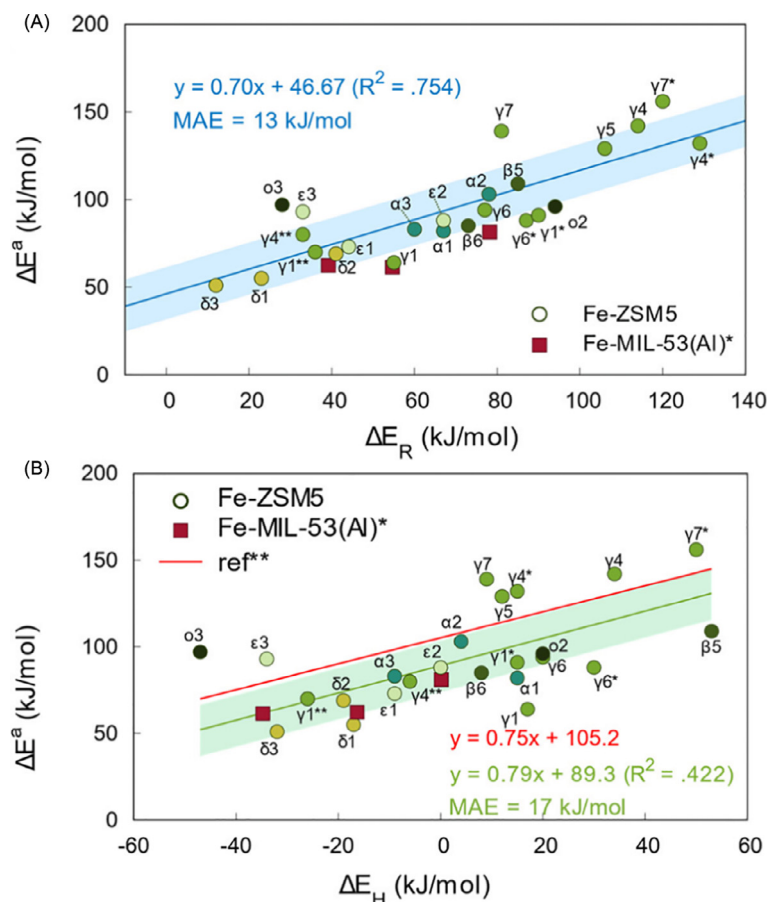 (A)
200
150
100
50
0
ΔEᵃ (kJ/mol)
y = 0.70x + 46.67 (R² = .754)
MAE = 13 kJ/mol
γ7*
γ7
γ4
γ5
γ4*
o3
ε3
α3
ε2
α2
β5
γ4**
ε1
γ6
γ1**
δ2
γ1
α1
β6
γ6*
γ1*
o2
δ3
δ1
Fe-ZSM5
Fe-MIL-53(Al)*
0 20 40 60 80 100 120 140
ΔE_R (kJ/mol)
(B)
200
150
100
50
0
ΔEᵃ (kJ/mol)
Fe-ZSM5
Fe-MIL-53(Al)*
ref**
γ7*
γ7
γ4*
γ4
γ5
o3
ε3
α3
α2
ε2
γ1*
o2
β5
δ2
γ1**
γ4**
ε1
β6
γ6
α1
γ6*
γ1
δ3
δ1
y = 0.75x + 105.2
y = 0.79x + 89.3 (R² = .422)
MAE = 17 kJ/mol
-60 -40 -20 0 20 40 60
ΔE_H (kJ/mol)